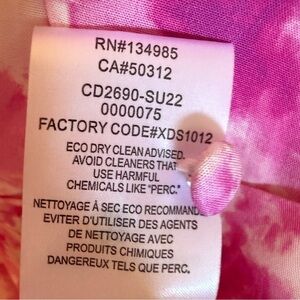 RN#134985
CA#50312
CD2690-SU22
0000075
FACTORY CODE#XDS1012
ECO DRY CLEAN ADVISED.
AVOID CLEANERS THAT
USE HARMFUL
CHEMICALS LIKE "PERC."
NETTOYAGE À SEC ECO RECOMMAND
EVITER D'UTILISER DES AGENTS
DE NETTOYAGE AVEC
PRODUITS CHIMIQUES
DANGEREUX TELS QUE PERC.